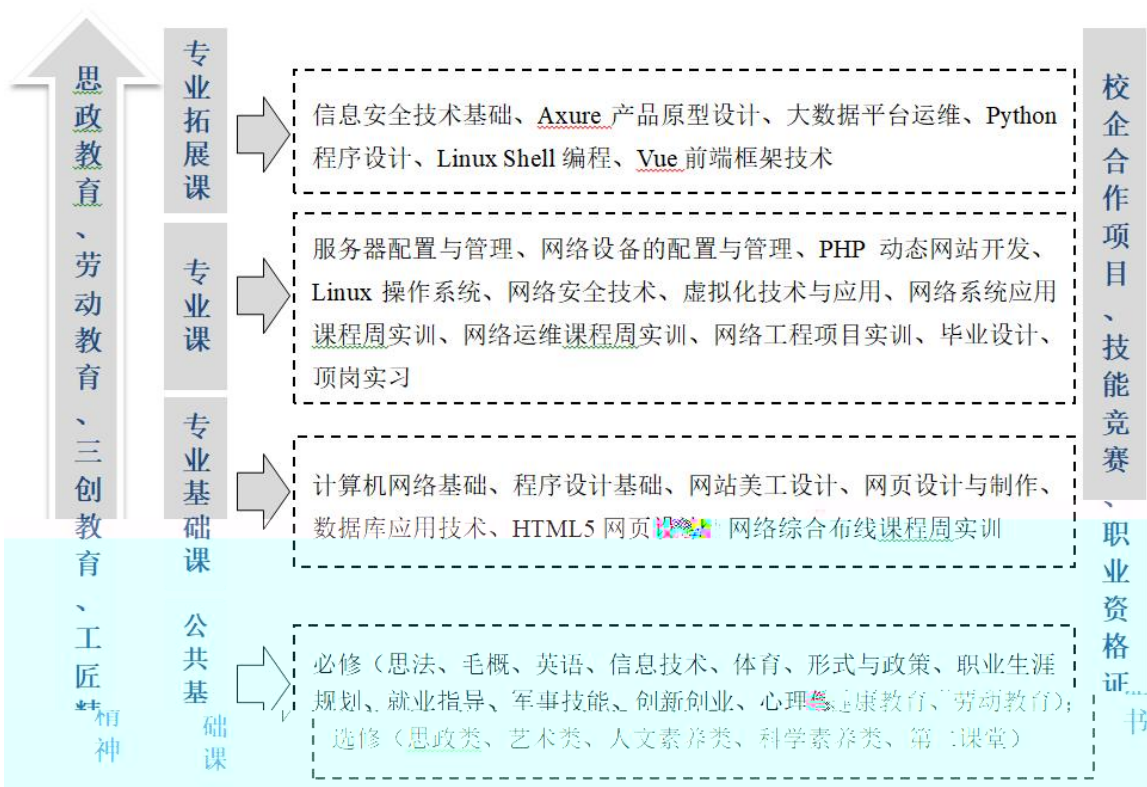 思政教育、劳动教育、三创教育、工匠精神
专业拓展课
信息安全技术基础、Axure 产品原型设计、大数据平台运维、Python
程序设计、Linux Shell 编程、Vue 前端框架技术
专业课
服务器配置与管理、网络设备的配置与管理、PHP 动态网站开发、
Linux 操作系统、网络安全技术、虚拟化技术与应用、网络系统应用
课程周实训、网络运维课程周实训、网络工程项目实训、毕业设计、
顶岗实习
专业基础课
计算机网络基础、程序设计基础、网站美工设计、网页设计与制作、
数据库应用技术、HTML5 网页 网络综合布线课程周实训
公共基础课
必修（思法、毛概、英语、信息技术、体育、形式与政策、职业生涯
规划、就业指导、军事技能、创新创业、心理健康教育、劳动教育）；
选修（思政类、艺术类、人文素养类、科学素养类、第二课堂）
校企合作项目、技能竞赛、职业资格证书